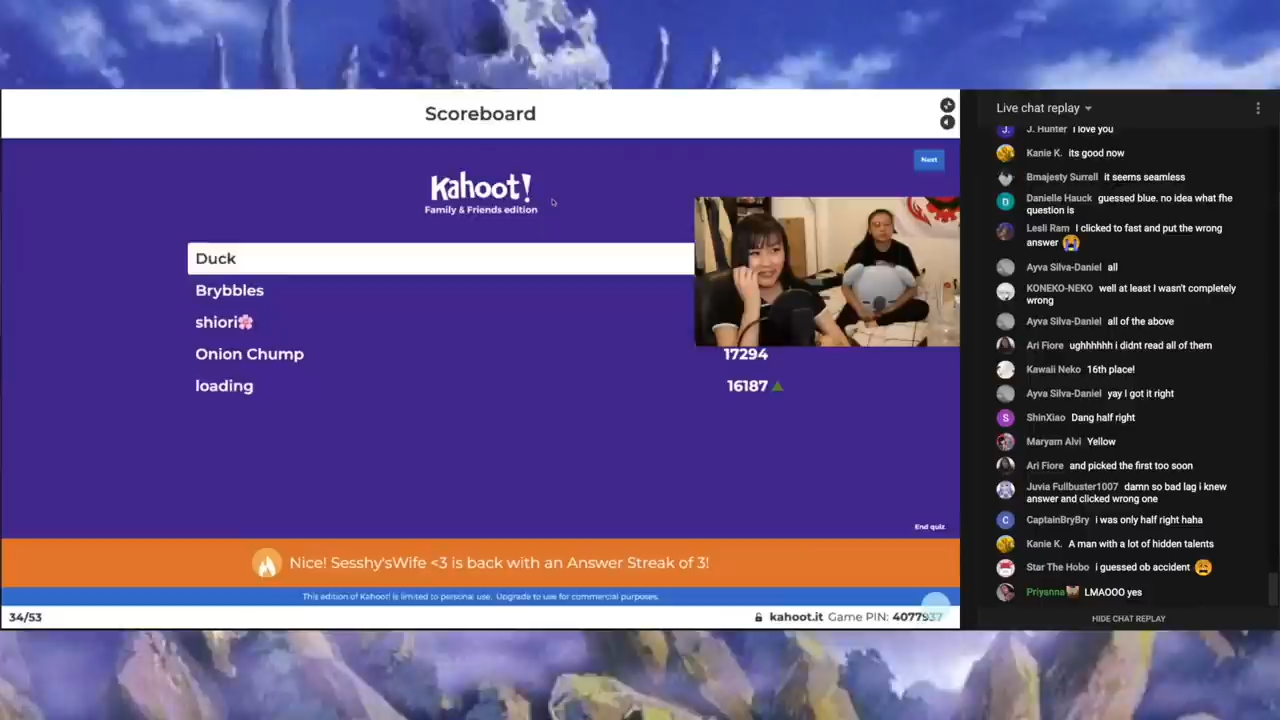 Scoreboard
Next
Kahoot!
Family & Friends edition
Duck
Brybbles
shiori🌸
Onion Chump
17294
loading
16187
End quiz
Nice! Sesshy'sWife <3 is back with an Answer Streak of 3!
This edition of Kahoot! is limited to personal use. Upgrade to use for commercial purposes.
34/53
kahoot.it Game PIN: 4077937
Live chat replay
J. Hunter I love you
Kanie K. its good now
Bmajesty Surrell it seems seamless
Danielle Hauck guessed blue. no idea what fhe
question is
Lesli Ram I clicked to fast and put the wrong
answer 😭
Ayva Silva-Daniel all
KONEKO-NEKO well at least I wasn't completely
wrong
Ayva Silva-Daniel all of the above
Ari Fiore ughhhhhh i didnt read all of them
Kawaii Neko 16th place!
Ayva Silva-Daniel yay I got it right
ShinXiao Dang half right
Maryam Alvi Yellow
Ari Fiore and picked the first too soon
Juvia Fullbuster1007 damn so bad lag i knew
answer and clicked wrong one
CaptainBryBry i was only half right haha
Kanie K. A man with a lot of hidden talents
Star The Hobo i guessed ob accident 😩
Priyanna LMAOOO yes
HIDE CHAT REPLAY